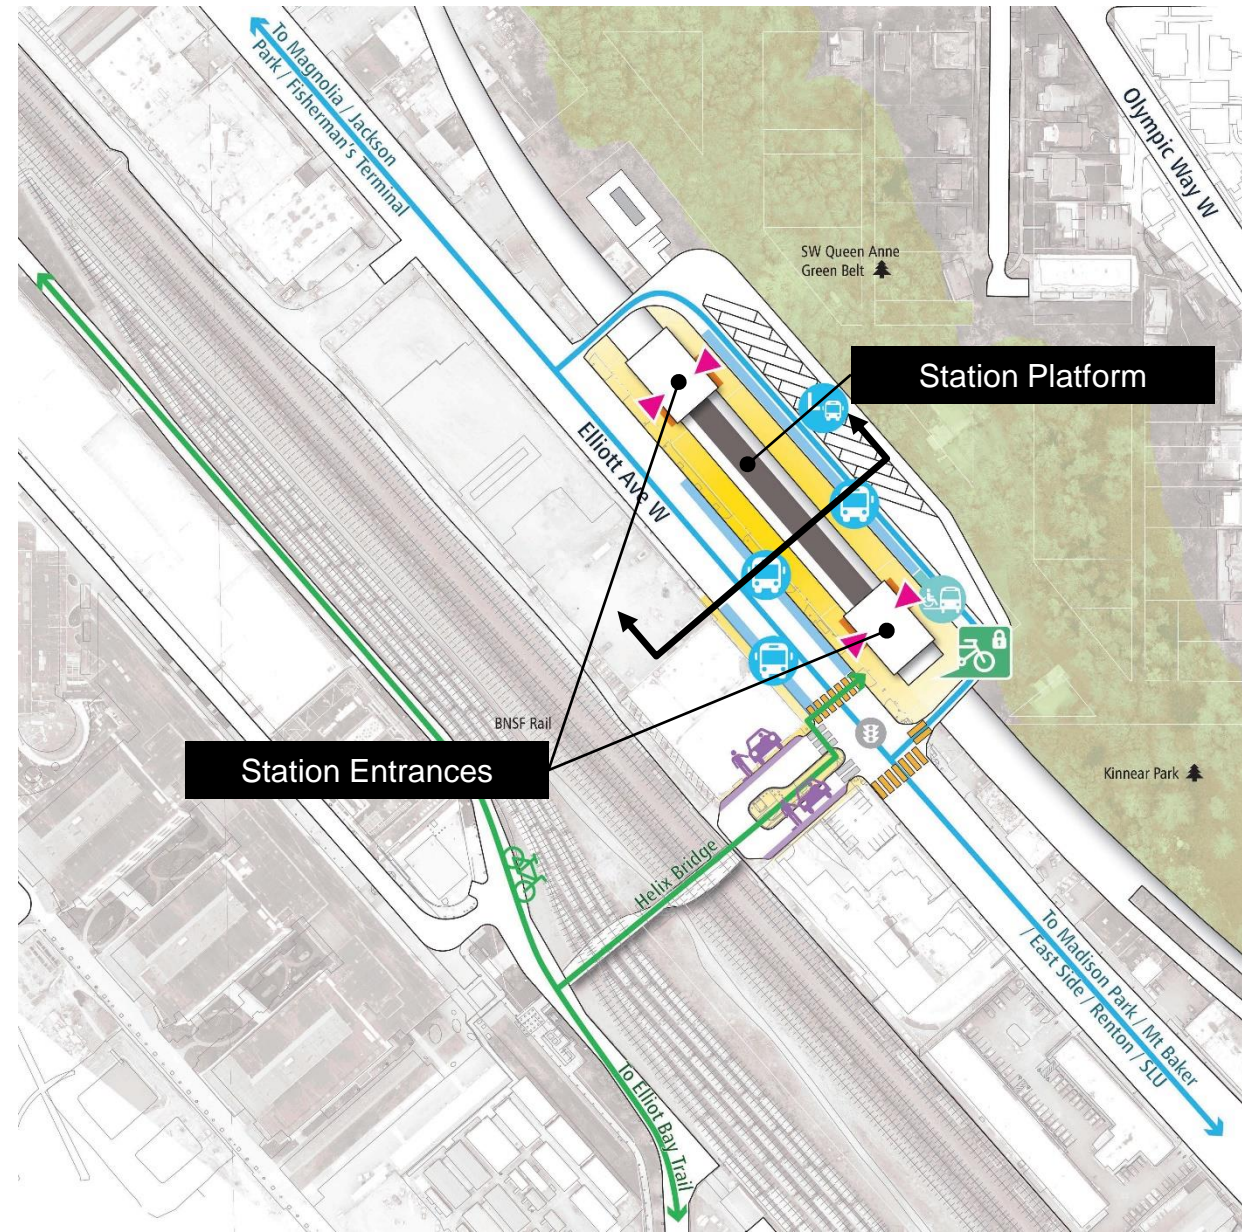 To Magnolia / Jackson
Park / Fisherman's Terminal
Olympic Way W
SW Queen Anne
Green Belt
Station Platform
Elliott Ave W
BNSF Rail
Station Entrances
Kinnear Park
Helix Bridge
To Madison Park / Mt Baker
/ East Side / Renton / SLU
To Elliot Bay Trail